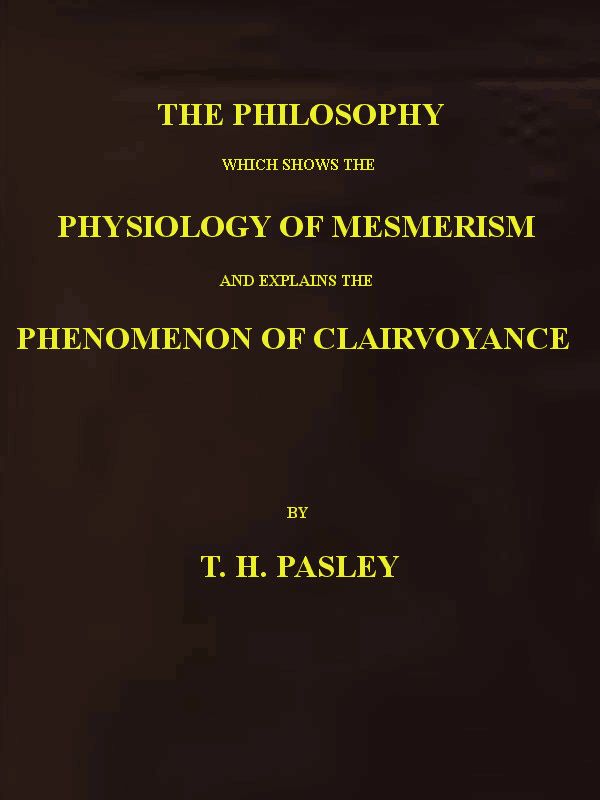 THE PHILOSOPHY
WHICH SHOWS THE
PHYSIOLOGY OF MESMERISM
AND EXPLAINS THE
PHENOMENON OF CLAIRVOYANCE
BY
T. H. PASLEY